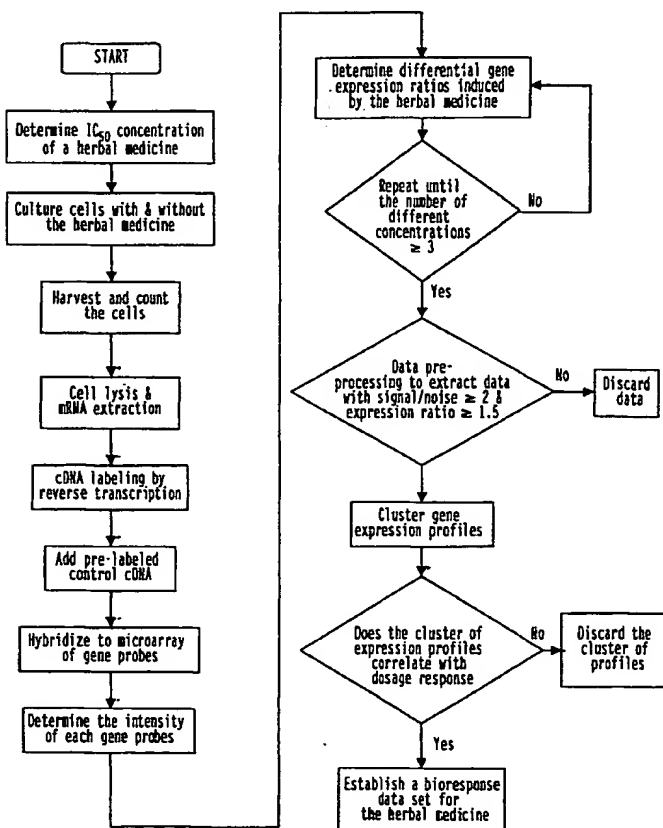 START
Determine IC50 concentration
of a herbal medicine
Culture cells with & without
the herbal medicine
Harvest and count
the cells
Cell lysis &
mRNA extraction
cDNA labeling by
reverse transcription
Add pre-labeled
control cDNA
Hybridize to microarray
of gene probes
Determine the intensity
of each gene probes
Determine differential gene
expression ratios induced
by the herbal medicine
Repeat until
the number of
different
concentrations
≥ 3
No
Yes
Data pre-
processing to extract data
with signal/noise ≥ 2 &
expression ratio ≥ 1.5
No
Discard
data
Cluster gene
expression profiles
Does the cluster of
expression profiles
correlate with
dosage response
No
Discard the
cluster of
profiles
Yes
Establish a bioresponse
data set for
the herbal medicine